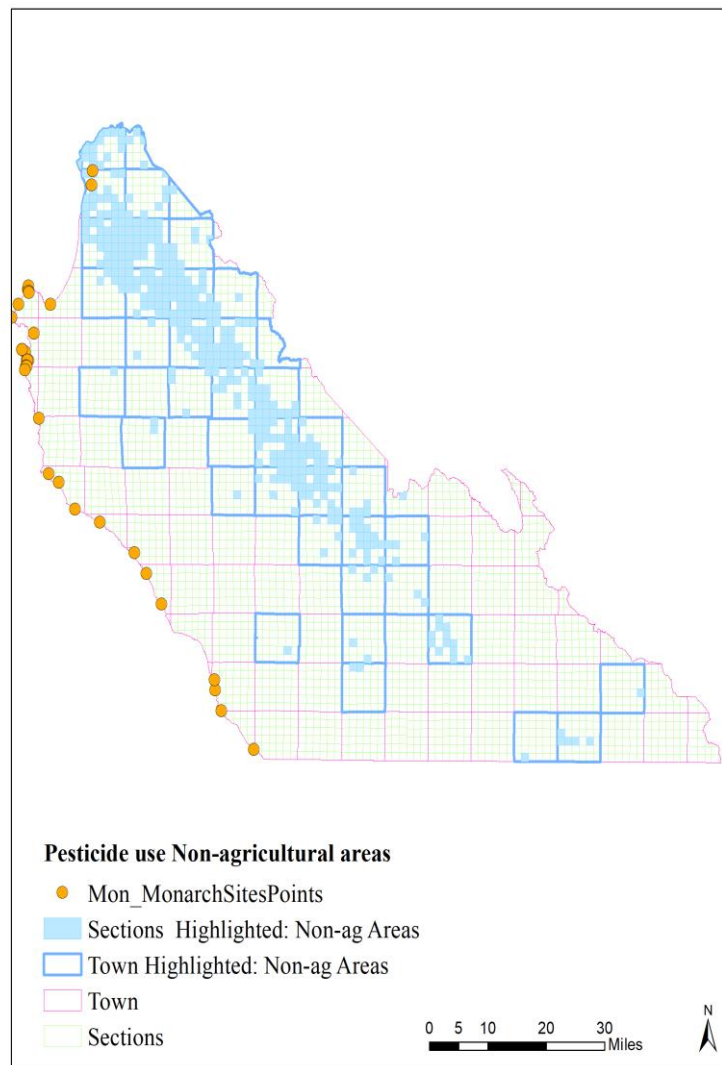 Pesticide use Non-agricultural areas
Mon_MonarchSitesPoints
Sections Highlighted: Non-ag Areas
Town Highlighted: Non-ag Areas
Town
Sections
0 5 10 20 30
Miles
N